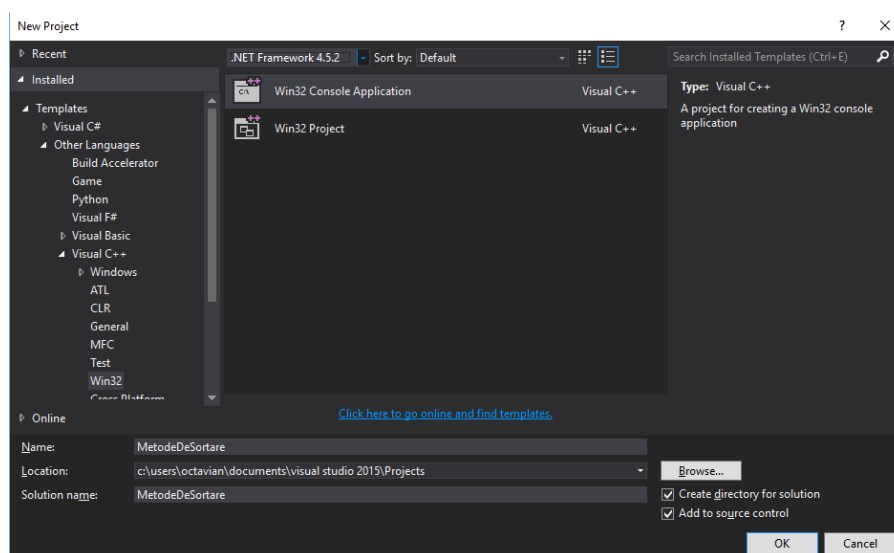 New Project
Recent
.NET Framework 4.5.2 Sort by: Default
Search Installed Templates (Ctrl+E)
Installed
Templates
Visual C#
Other Languages
Build Accelerator
Game
Python
Visual F#
Visual Basic
Visual C++
Windows
ATL
CLR
General
MFC
Test
Win32
Cross Platform
Online
Win32 Console Application Visual C++
Win32 Project Visual C++
Type: Visual C++
A project for creating a Win32 console
application
Click here to go online and find templates.
Name: MetodeDeSortare
Location: c:\users\octavian\documents\visual studio 2015\Projects
Browse...
Solution name: MetodeDeSortare
Create directory for solution
Add to source control
OK Cancel